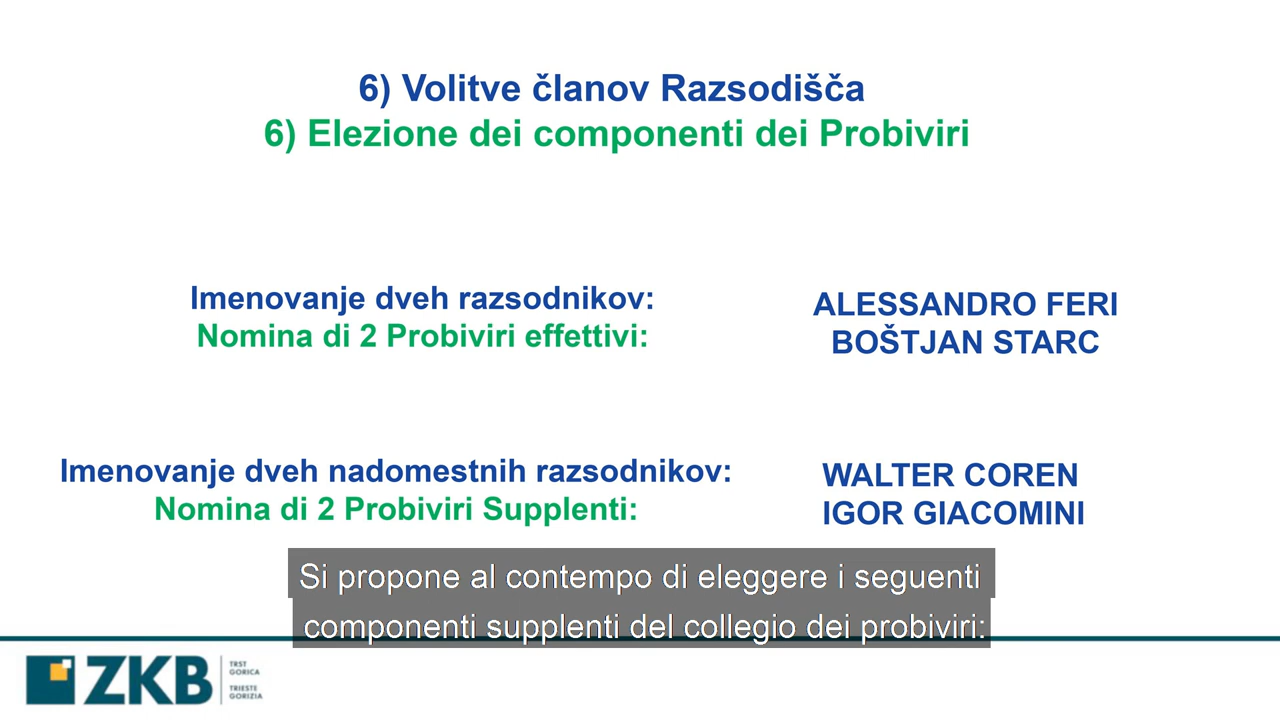 6) Volitve članov Razsodišča
6) Elezione dei componenti dei Probiviri
Imenovanje dveh razsodnikov:
Nomina di 2 Probiviri effettivi:
ALESSANDRO FERI
BOŠTJAN STARC
Imenovanje dveh nadomestnih razsodnikov:
Nomina di 2 Probiviri Supplenti:
WALTER COREN
IGOR GIACOMINI
Si propone al contempo di eleggere i seguenti
componenti supplenti del collegio dei probiviri:
ZKB
TRST
GORICA
TRIESTE
GORIZIA